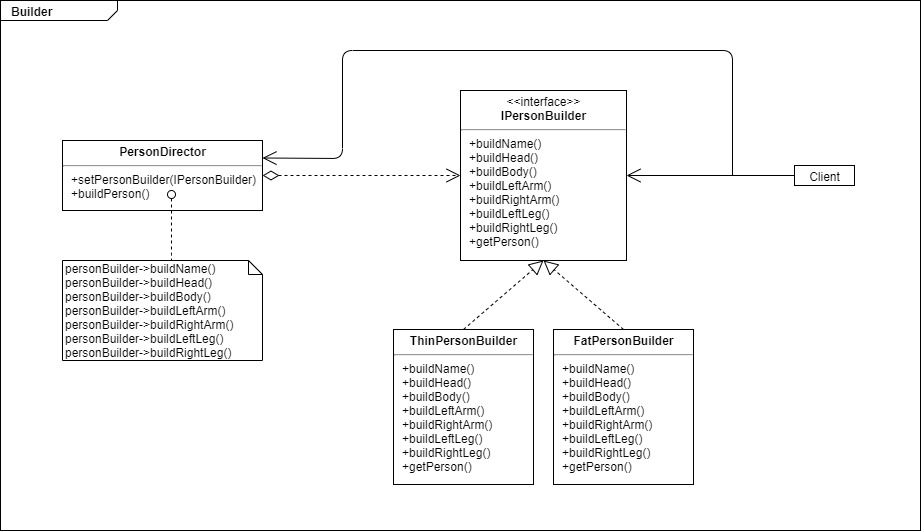 Builder
<<interface>>
IPersonBuilder
+buildName()
+buildHead()
+buildBody()
+buildLeftArm()
+buildRightArm()
+buildLeftLeg()
+buildRightLeg()
+getPerson()
PersonDirector
+setPersonBuilder(IPersonBuilder)
+buildPerson()
Client
personBuilder->buildName()
personBuilder->buildHead()
personBuilder->buildBody()
personBuilder->buildLeftArm()
personBuilder->buildRightArm()
personBuilder->buildLeftLeg()
personBuilder->buildRightLeg()
ThinPersonBuilder
+buildName()
+buildHead()
+buildBody()
+buildLeftArm()
+buildRightArm()
+buildLeftLeg()
+buildRightLeg()
+getPerson()
FatPersonBuilder
+buildName()
+buildHead()
+buildBody()
+buildLeftArm()
+buildRightArm()
+buildLeftLeg()
+buildRightLeg()
+getPerson()